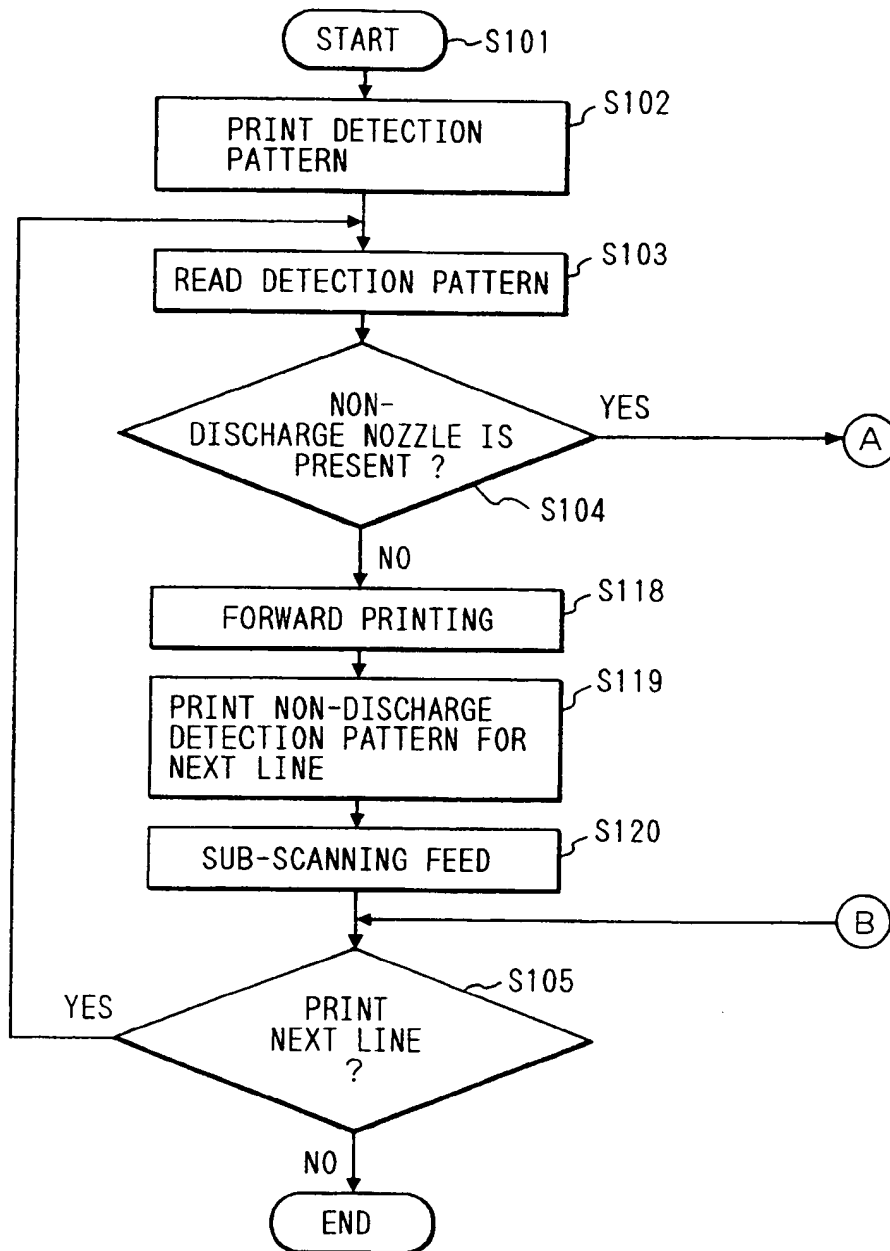 START
S101
S102
PRINT DETECTION
PATTERN
S103
READ DETECTION PATTERN
NON-
DISCHARGE NOZZLE IS
PRESENT ?
YES
A
S104
NO
S118
FORWARD PRINTING
S119
PRINT NON-DISCHARGE
DETECTION PATTERN FOR
NEXT LINE
S120
SUB-SCANNING FEED
B
S105
YES
PRINT
NEXT LINE
?
NO
END